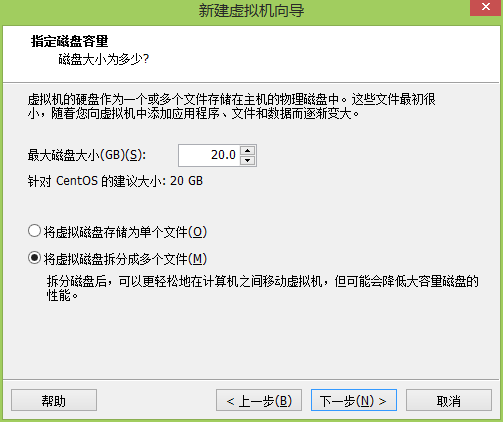 新建虚拟机向导
指定磁盘容量
磁盘大小为多少?
虚拟机的硬盘作为一个或多个文件存储在主机的物理磁盘中。这些文件最初很
小，随着您向虚拟机中添加应用程序、文件和数据而逐渐变大。
最大磁盘大小(GB)(S): 20.0
针对 CentOS 的建议大小: 20 GB
将虚拟磁盘存储为单个文件(O)
将虚拟磁盘拆分成多个文件(M)
拆分磁盘后，可以更轻松地在计算机之间移动虚拟机，但可能会降低大容量磁盘的
性能。
帮助 < 上一步(B) 下一步(N) > 取消